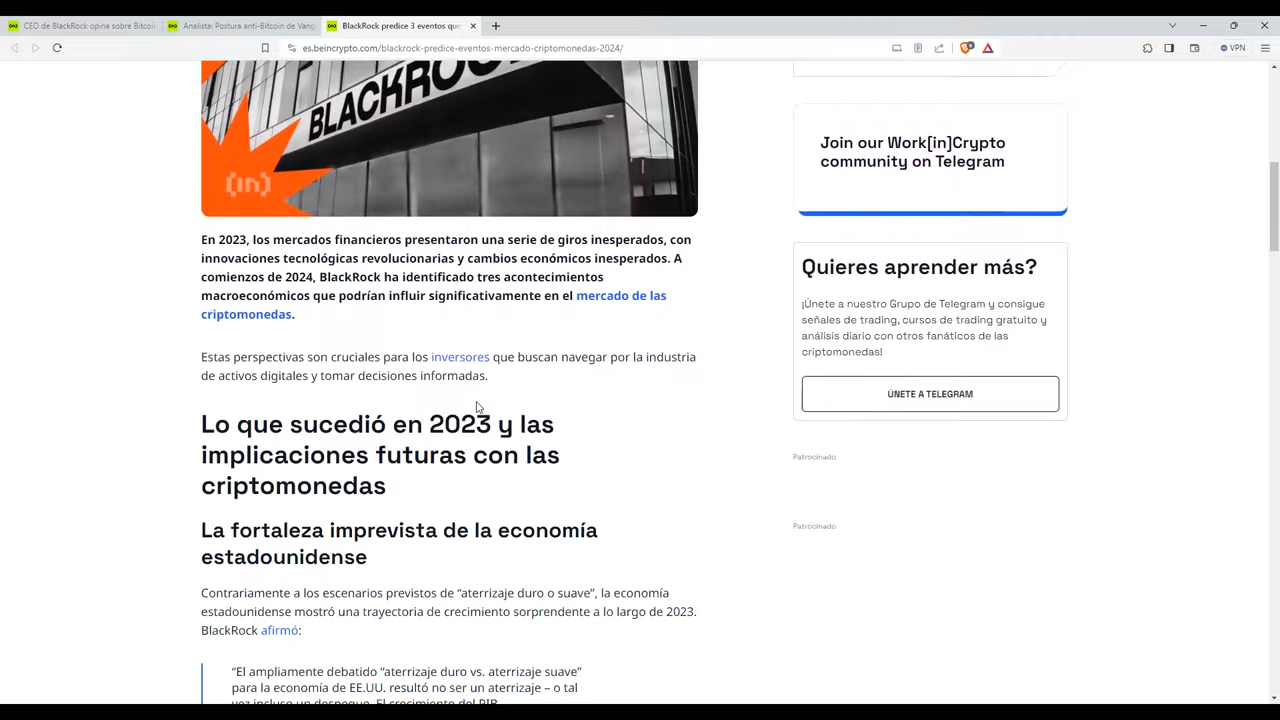 CEO de BlackRock opina sobre Bitcoin
Analista: Postura anti-Bitcoin de Vang
BlackRock predice 3 eventos que
es.beincrypto.com/blackrock-predice-eventos-mercado-criptomonedas-2024/
VPN
BLACKROCK
(in)
En 2023, los mercados financieros presentaron una serie de giros inesperados, con
innovaciones tecnológicas revolucionarias y cambios económicos inesperados. A
comienzos de 2024, BlackRock ha identificado tres acontecimientos
macroeconómicos que podrían influir significativamente en el mercado de las
criptomonedas.
Estas perspectivas son cruciales para los inversores que buscan navegar por la industria
de activos digitales y tomar decisiones informadas.
Lo que sucedió en 2023 y las
implicaciones futuras con las
criptomonedas
La fortaleza imprevista de la economía
estadounidense
Contrariamente a los escenarios previstos de “aterrizaje duro o suave”, la economía
estadounidense mostró una trayectoria de crecimiento sorprendente a lo largo de 2023.
BlackRock afirmó:
“El ampliamente debatido “aterrizaje duro vs. aterrizaje suave”
para la economía de EE.UU. resultó no ser un aterrizaje – o tal
vez incluso un despegue. El crecimiento del PIB
Join our Work[in]Crypto
community on Telegram
Quieres aprender más?
¡Únete a nuestro Grupo de Telegram y consigue
señales de trading, cursos de trading gratuito y
análisis diario con otros fanáticos de las
criptomonedas!
ÚNETE A TELEGRAM
Patrocinado
Patrocinado